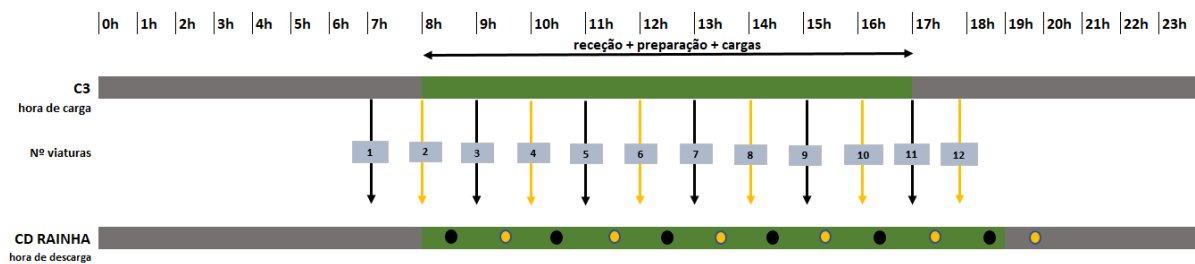 0h 1h 2h 3h 4h 5h 6h 7h 8h 9h 10h 11h 12h 13h 14h 15h 16h 17h 18h 19h 20h 21h 22h 23h
receção + preparação + cargas
C3
hora de carga
Nº viaturas
1 2 3 4 5 6 7 8 9 10 11 12
CD RAINHA
hora de descarga